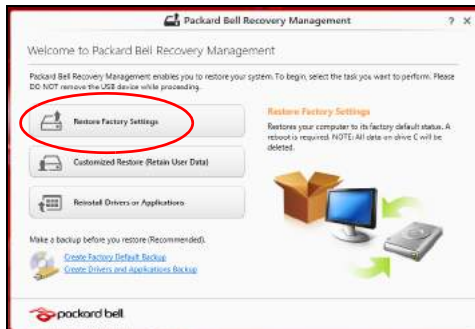 Packard Bell Recovery Management
? ×
Welcome to Packard Bell Recovery Management
Packard Bell Recovery Management enables you to restore your system. To begin, select the task you want to perform. Please
DO NOT remove the USB device while proceeding.
Restore Factory Settings
Restore Factory Settings
Restores your computer to its factory default status. A
reboot is required. NOTE: All data on drive C will be
deleted.
Customized Restore (Retain User Data)
Reinstall Drivers or Applications
Make a backup before you restore (Recommended).
Create Factory Default Backup
Create Drivers and Applications Backup
packard bell